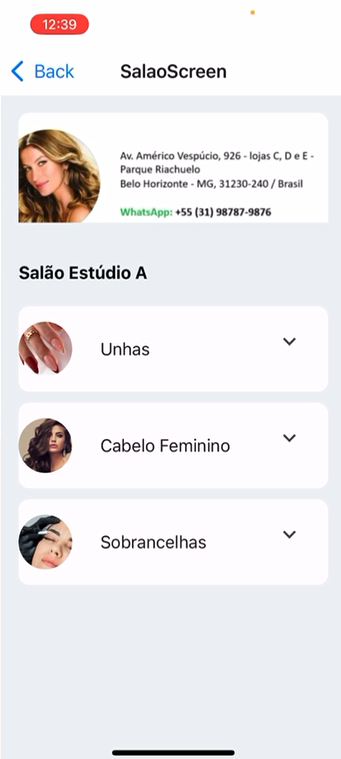 12:39
Back
SalaoScreen
Av. Américo Vespúcio, 926 - lojas C, D e E -
Parque Riachuelo
Belo Horizonte - MG, 31230-240 / Brasil
WhatsApp: +55 (31) 98787-9876
Salão Estúdio A
Unhas
Cabelo Feminino
Sobrancelhas